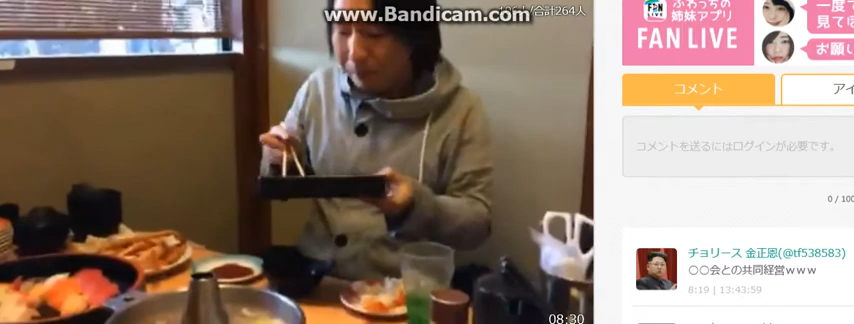 www.Bandicam.com
/合計264人
ふわっちの
姉妹アプリ
FAN LIVE
FAN LIVE
一度
見て
お願い
コメント
アイ
コメントを送るにはログインが必要です。
0 / 100
チョリース 金正恩(@tf538583)
○○会との共同経営ｗｗｗ
8:19 | 13:43:59
08:30